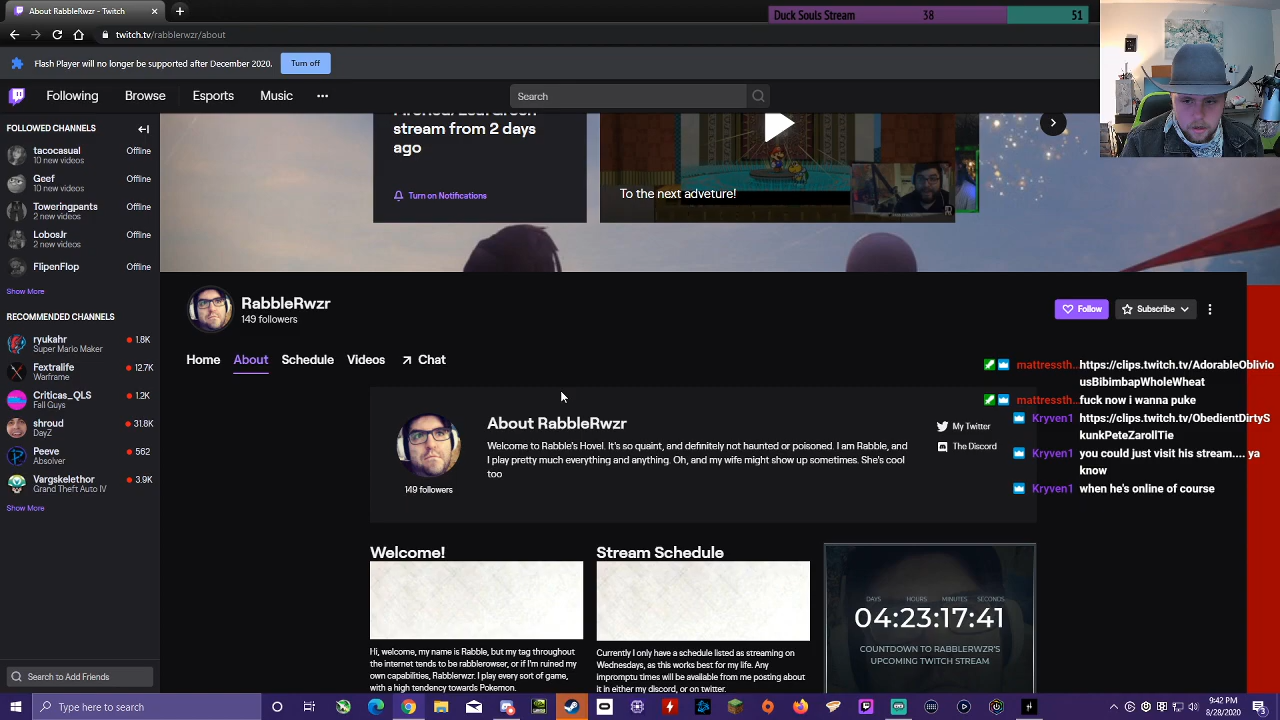 (3) RabbleRwzr - Twitch
Duck Souls Stream 38 51
twitch.tv/rabblerwzr/about
Flash Player will no longer be supported after December 2020. Turn off
Following Browse Esports Music
Search
FOLLOWED CHANNELS
tacocasual Offline
10 new videos
Geef Offline
10 new videos
Toweringpants Offline
2 new videos
LobosJr Offline
2 new videos
FlipenFlop Offline
Show More
RECOMMENDED CHANNELS
ryukahr 1.8K
Super Mario Maker
Fextralife 12.7K
Warframe
Criticas_QLS 1.2K
Fall Guys
shroud 31.8K
DayZ
Peeve 562
Absolver
Vargskelethor 3.9K
Grand Theft Auto IV
Show More
Search to Add Friends
stream from 2 days
ago
Turn on Notifications
To the next adveture!
RabbleRwzr
149 followers
Follow Subscribe
Home About Schedule Videos Chat
About RabbleRwzr
Welcome to Rabble's Hovel. It's so quaint, and definitely not haunted or poisoned. I am Rabble, and
I play pretty much everything and anything. Oh, and my wife might show up sometimes. She's cool
too
149 followers
My Twitter
The Discord
mattressth... https://clips.twitch.tv/AdorableOblivio
usBibimbapWholeWheat
mattressth... fuck now i wanna puke
Kryven1 https://clips.twitch.tv/ObedientDirtyS
kunkPeteZarollTie
Kryven1 you could just visit his stream.... ya
know
Kryven1 when he's online of course
Welcome!
Hi, welcome, my name is Rabble, but my tag throughout
the internet tends to be rabblerowser, or if I'm ruined my
own capabilities, Rabblerwzr. I play every sort of game,
with a high tendency towards Pokemon.
Stream Schedule
Currently I only have a schedule listed as streaming on
Wednesdays, as this works best for my life. Any
impromptu times will be available from me posting about
it in either my discord, or on twitter.
DAYS HOURS MINUTES SECONDS
04:23:17:41
COUNTDOWN TO RABBLERWZR'S
UPCOMING TWITCH STREAM
Type here to search
9:42 PM
8/28/2020